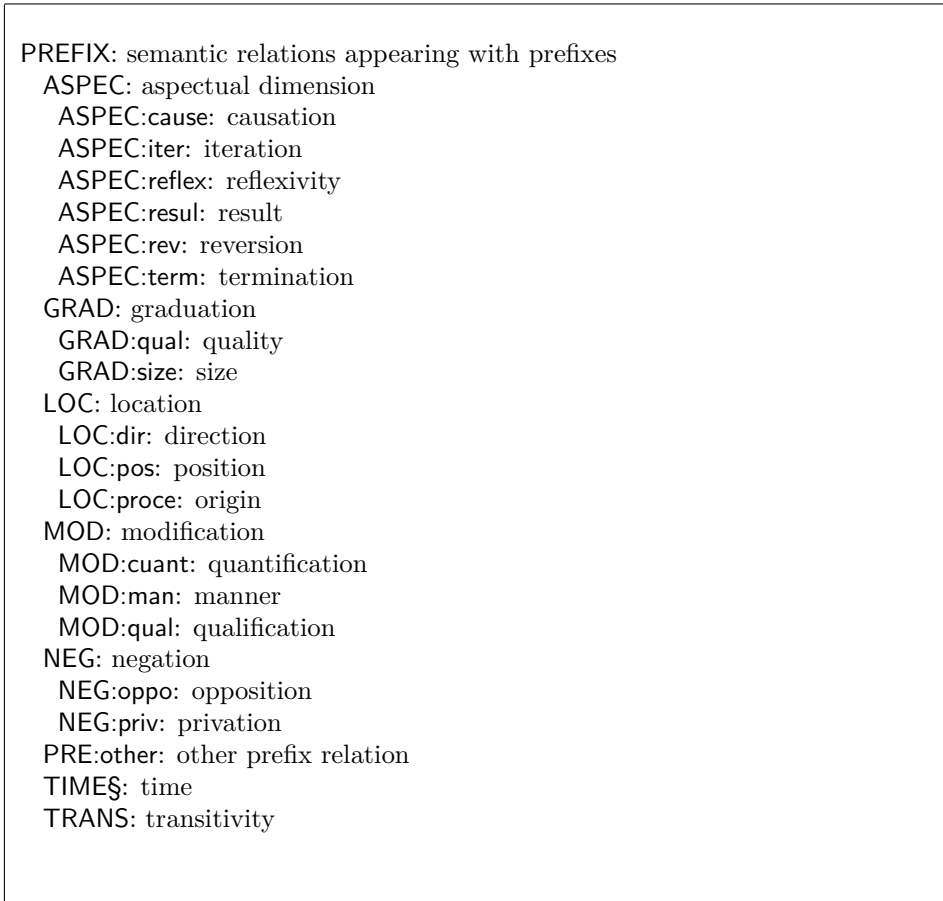 PREFIX: semantic relations appearing with prefixes
ASPEC: aspectual dimension
ASPEC:cause: causation
ASPEC:iter: iteration
ASPEC:reflex: reflexivity
ASPEC:resul: result
ASPEC:rev: reversion
ASPEC:term: termination
GRAD: graduation
GRAD:qual: quality
GRAD:size: size
LOC: location
LOC:dir: direction
LOC:pos: position
LOC:proce: origin
MOD: modification
MOD:cuant: quantification
MOD:man: manner
MOD:qual: qualification
NEG: negation
NEG:oppo: opposition
NEG:priv: privation
PRE:other: other prefix relation
TIME§: time
TRANS: transitivity